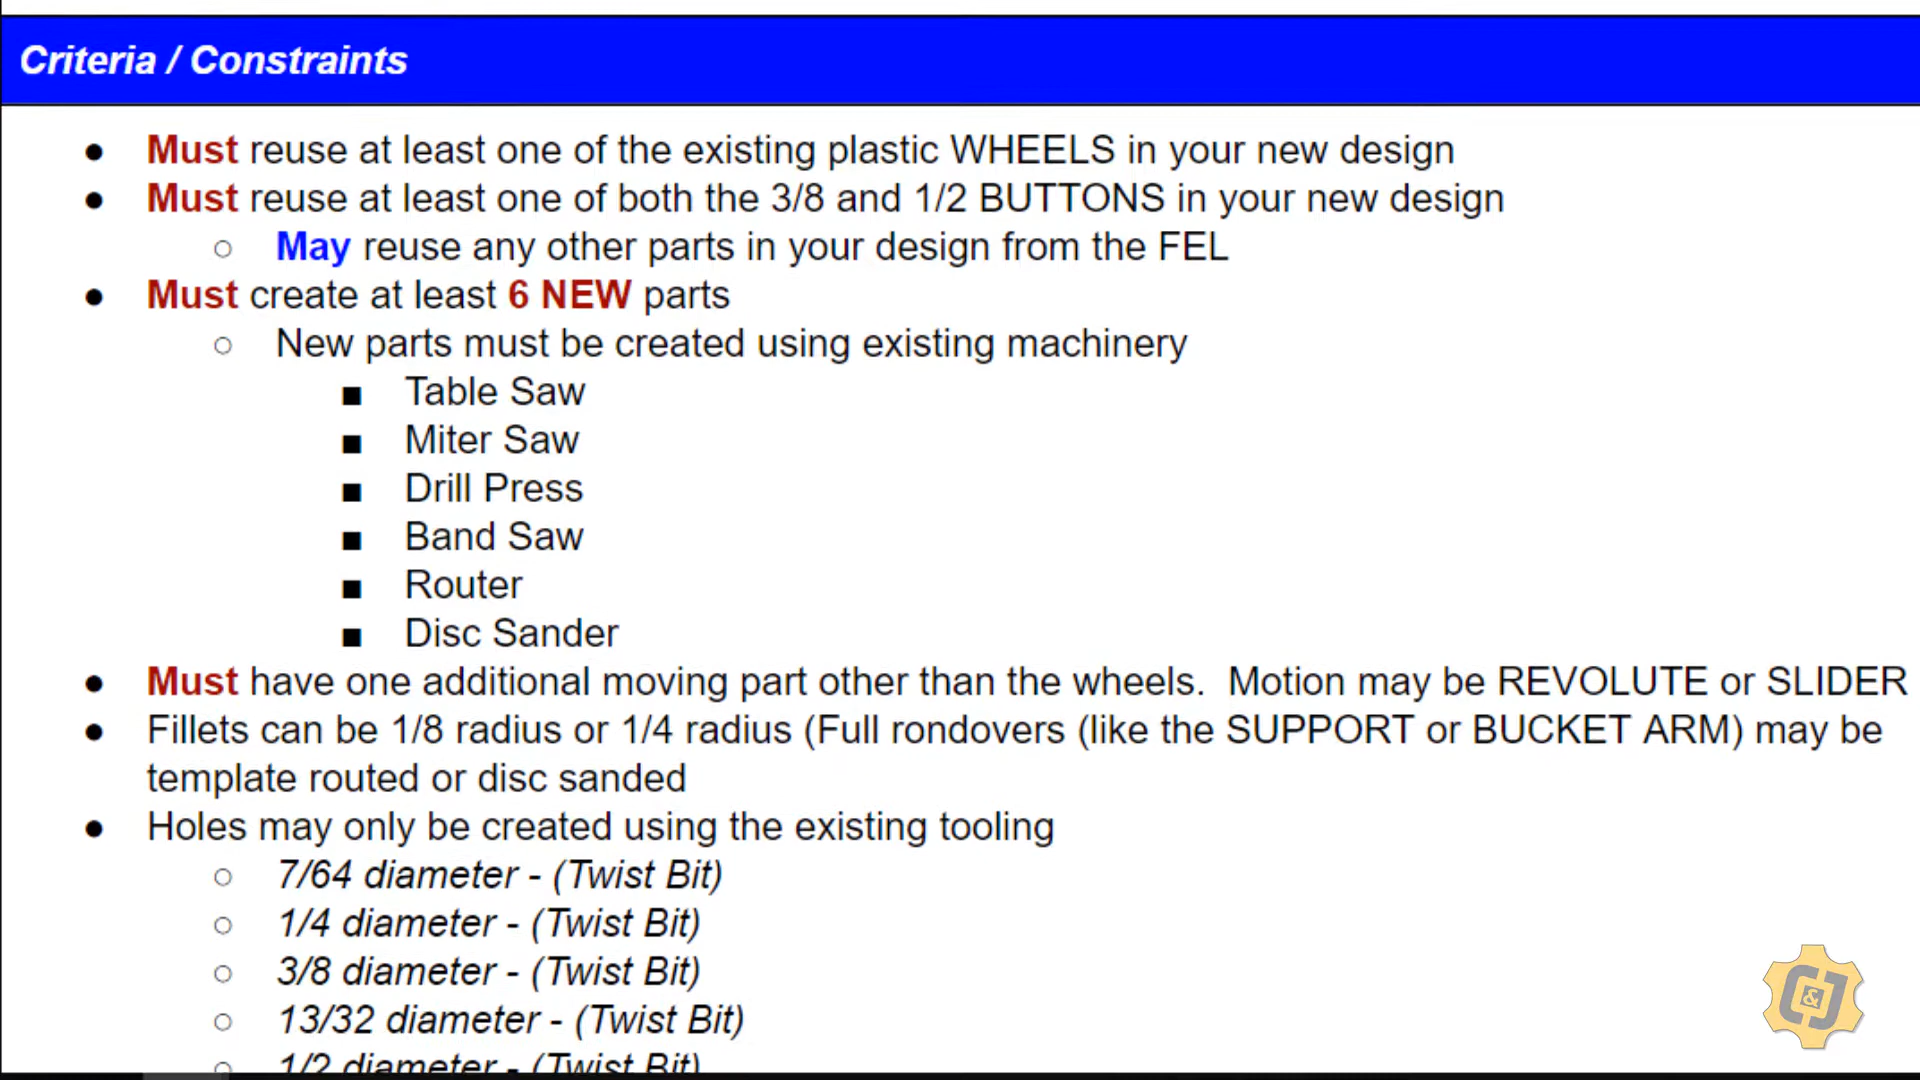 Criteria / Constraints
● Must reuse at least one of the existing plastic WHEELS in your new design
● Must reuse at least one of both the 3/8 and 1/2 BUTTONS in your new design
○ May reuse any other parts in your design from the FEL
● Must create at least 6 NEW parts
○ New parts must be created using existing machinery
■ Table Saw
■ Miter Saw
■ Drill Press
■ Band Saw
■ Router
■ Disc Sander
● Must have one additional moving part other than the wheels.  Motion may be REVOLUTE or SLIDER
● Fillets can be 1/8 radius or 1/4 radius (Full rondovers (like the SUPPORT or BUCKET ARM) may be
template routed or disc sanded
● Holes may only be created using the existing tooling
○ 7/64 diameter - (Twist Bit)
○ 1/4 diameter - (Twist Bit)
○ 3/8 diameter - (Twist Bit)
○ 13/32 diameter - (Twist Bit)
○ 1/2 diameter - (Twist Bit)
C&J